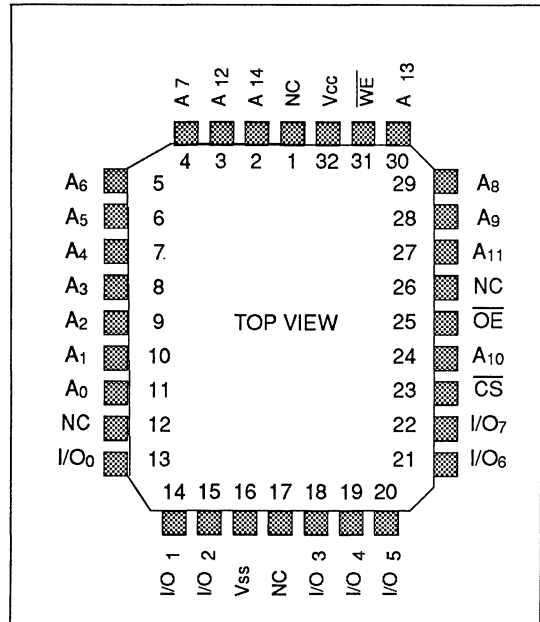 A 7 A 12 A 14 NC Vcc WE A 13
4 3 2 1 32 31 30
A6 5 29 A8
A5 6 28 A9
A4 7. 27 A11
A3 8 26 NC
A2 9 TOP VIEW 25 OE
A1 10 24 A10
A0 11 23 CS
NC 12 22 I/O7
I/O0 13 21 I/O6
14 15 16 17 18 19 20
I/O 1 I/O 2 Vss NC I/O 3 I/O 4 I/O 5